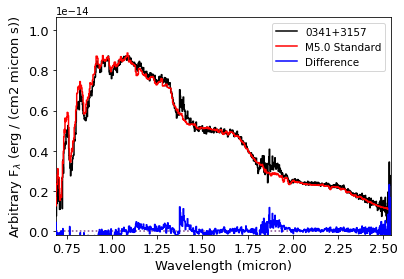 1e−14
0341+3157
M5.0 Standard
Difference
1.0
0.8
0.6
0.4
0.2
0.0
Arbitrary Fλ (erg / (cm2 micron s))
0.75 1.00 1.25 1.50 1.75 2.00 2.25 2.50
Wavelength (micron)